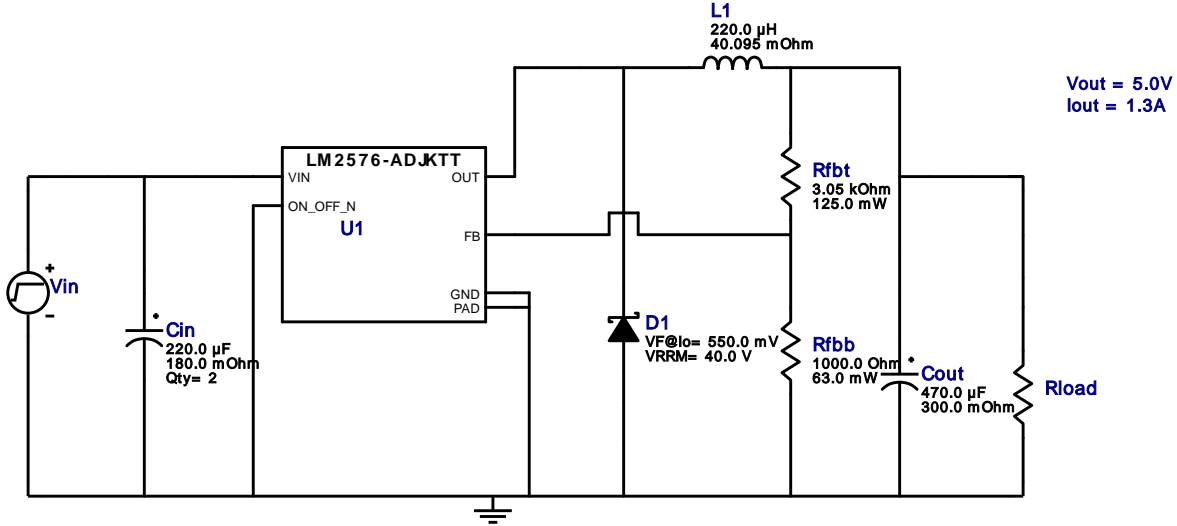 L1
220.0 µH
40.095 mOhm
Vout = 5.0V
Iout = 1.3A
LM2576-ADJKTT
VIN
OUT
ON_OFF_N
U1
FB
GND
PAD
Rfbt
3.05 kOhm
125.0 mW
+
Vin
-
+
Cin
220.0 µF
180.0 mOhm
Qty= 2
D1
VF@Io= 550.0 mV
VRRM= 40.0 V
Rfbb
1000.0 Ohm
63.0 mW
+
Cout
470.0 µF
300.0 mOhm
Rload